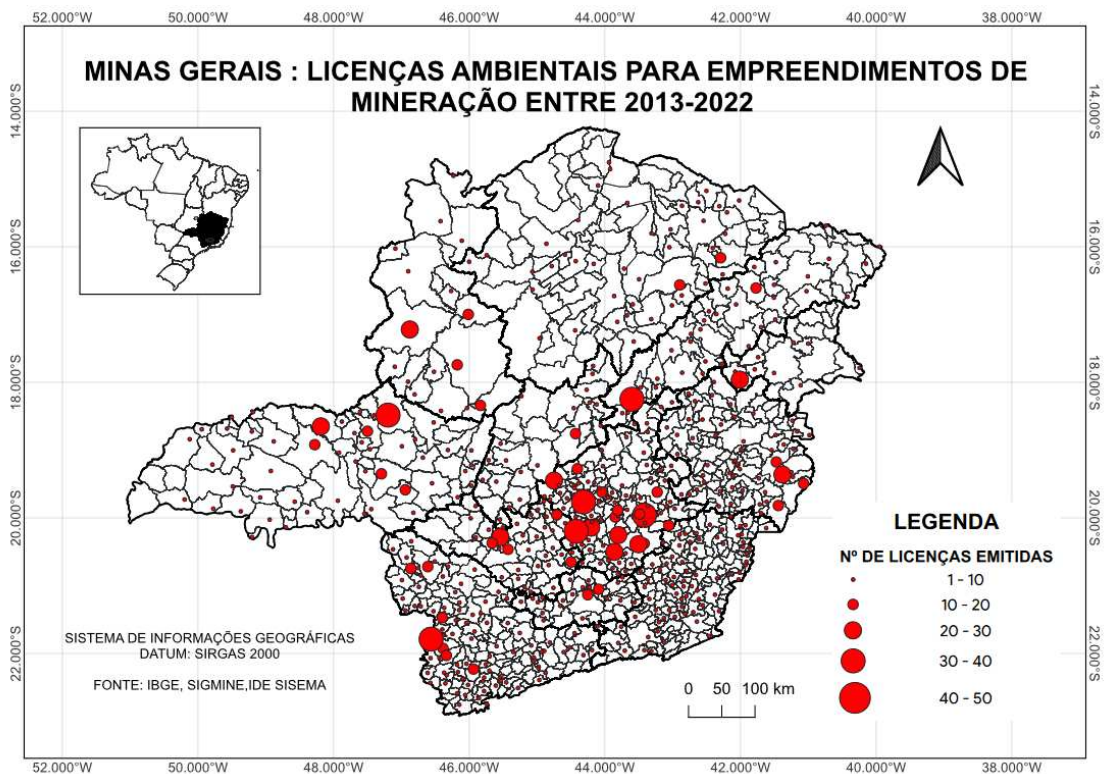 52.000°W 50.000°W 48.000°W 46.000°W 44.000°W 42.000°W 40.000°W 38.000°W
MINAS GERAIS : LICENÇAS AMBIENTAIS PARA EMPREENDIMENTOS DE
MINERAÇÃO ENTRE 2013-2022
14.000°S 14.000°S
16.000°S 16.000°S
18.000°S 18.000°S
20.000°S 20.000°S
22.000°S 22.000°S
LEGENDA
Nº DE LICENÇAS EMITIDAS
1 - 10
10 - 20
20 - 30
30 - 40
40 - 50
SISTEMA DE INFORMAÇÕES GEOGRÁFICAS
DATUM: SIRGAS 2000
FONTE: IBGE, SIGMINE,IDE SISEMA
0 50 100 km
52.000°W 50.000°W 48.000°W 46.000°W 44.000°W 42.000°W 40.000°W 38.000°W